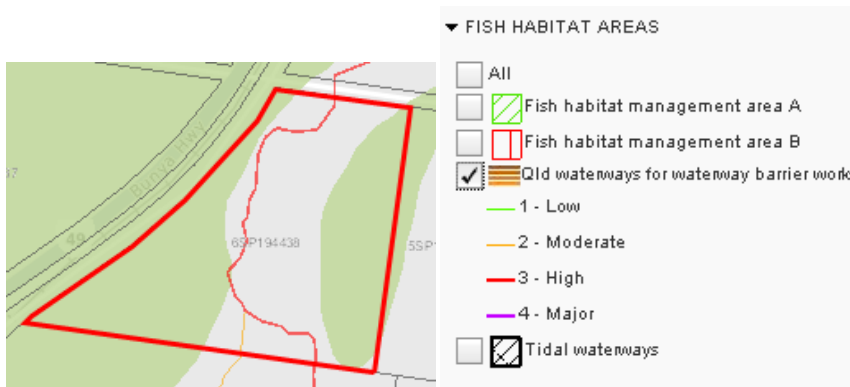 Bunya Hwy
49
6SP194438
FISH HABITAT AREAS
All
Fish habitat management area A
Fish habitat management area B
Qld waterways for waterway barrier work
1 - Low
2 - Moderate
3 - High
4 - Major
Tidal waterways